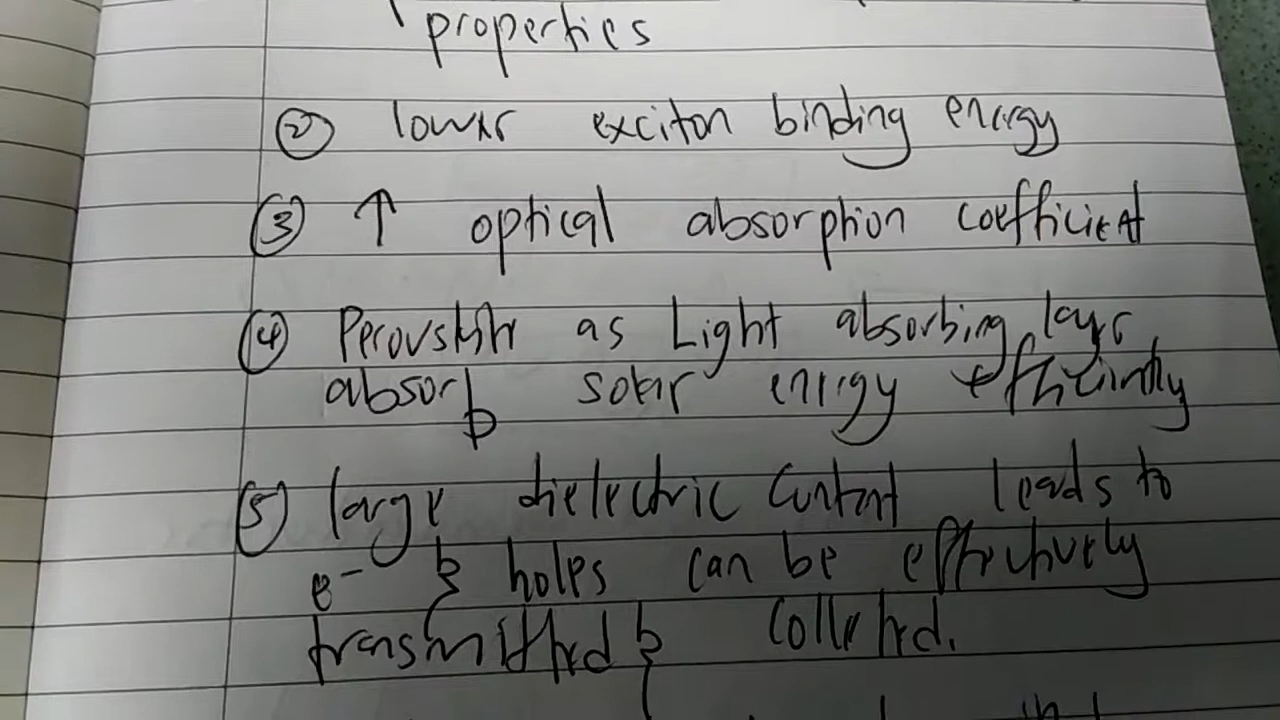 properties
② lower exciton binding energy
③ ↑ optical absorption coefficient
④ Perovskite as Light absorbing layer
absorb solar energy efficiently
⑤ large dielectric Contant leads to
e⁻ & holes can be effectively
transmitted & Collected.